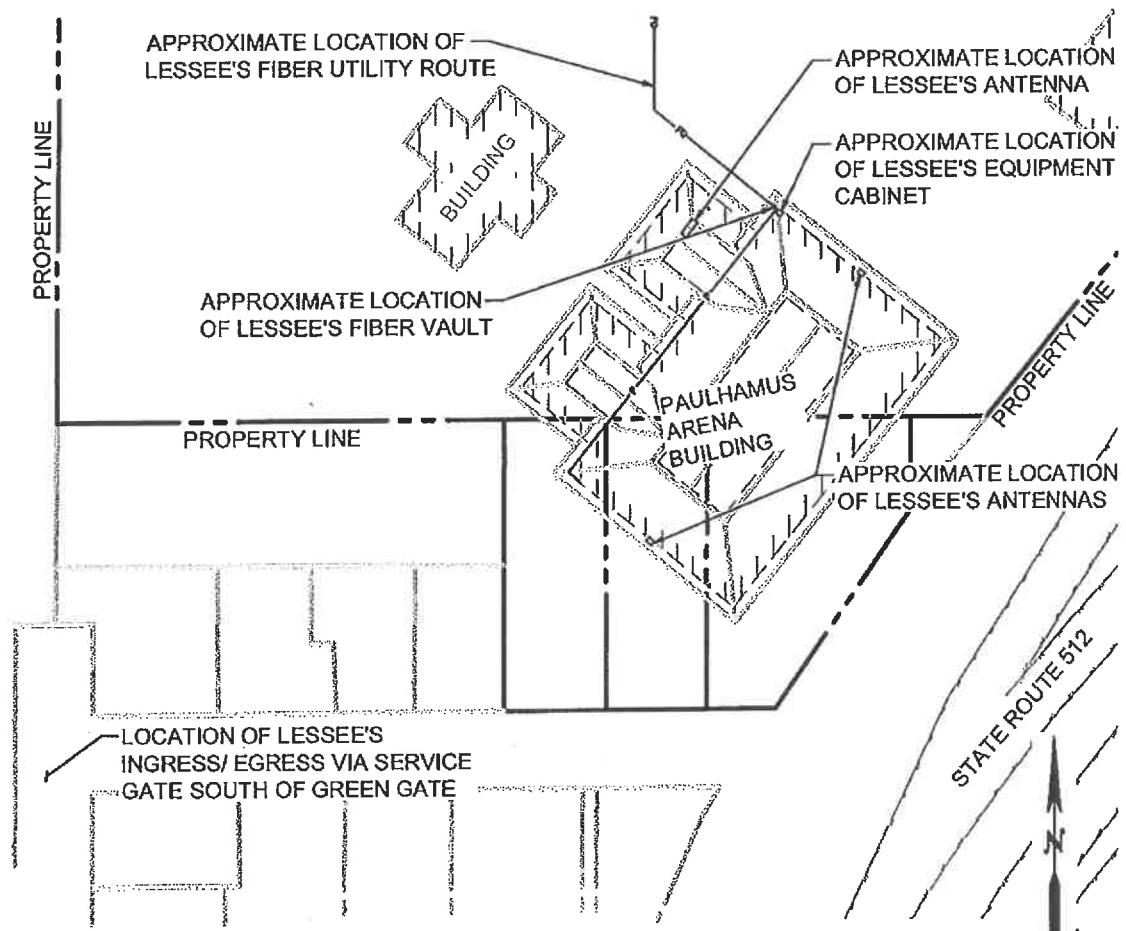 APPROXIMATE LOCATION OF
LESSEE'S FIBER UTILITY ROUTE
APPROXIMATE LOCATION
OF LESSEE'S ANTENNA
APPROXIMATE LOCATION
OF LESSEE'S EQUIPMENT
CABINET
PROPERTY LINE
BUILDING
APPROXIMATE LOCATION
OF LESSEE'S FIBER VAULT
PROPERTY LINE
PROPERTY LINE
PAULHAMUS
ARENA
BUILDING
APPROXIMATE LOCATION
OF LESSEE'S ANTENNAS
STATE ROUTE 512
LOCATION OF LESSEE'S
INGRESS/ EGRESS VIA SERVICE
GATE SOUTH OF GREEN GATE
N